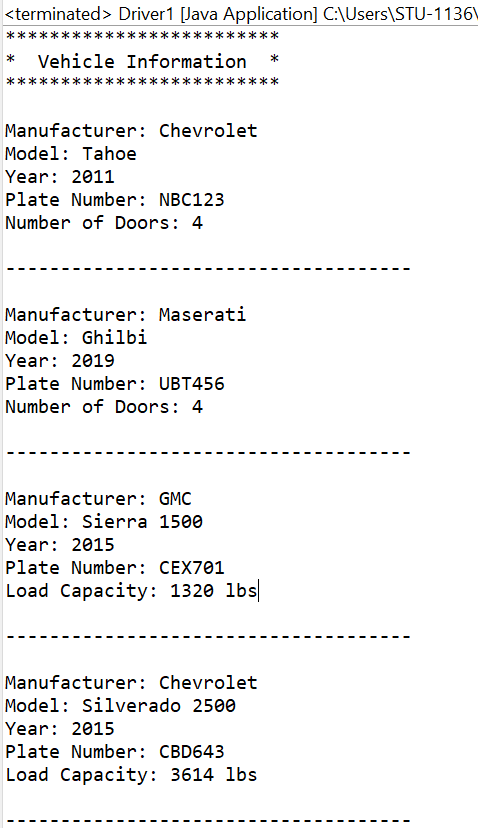 <terminated> Driver1 [Java Application] C:\Users\STU-1136\
*************************
*  Vehicle Information  *
*************************
Manufacturer: Chevrolet
Model: Tahoe
Year: 2011
Plate Number: NBC123
Number of Doors: 4
-------------------------------------
Manufacturer: Maserati
Model: Ghilbi
Year: 2019
Plate Number: UBT456
Number of Doors: 4
-------------------------------------
Manufacturer: GMC
Model: Sierra 1500
Year: 2015
Plate Number: CEX701
Load Capacity: 1320 lbs
-------------------------------------
Manufacturer: Chevrolet
Model: Silverado 2500
Year: 2015
Plate Number: CBD643
Load Capacity: 3614 lbs
-------------------------------------